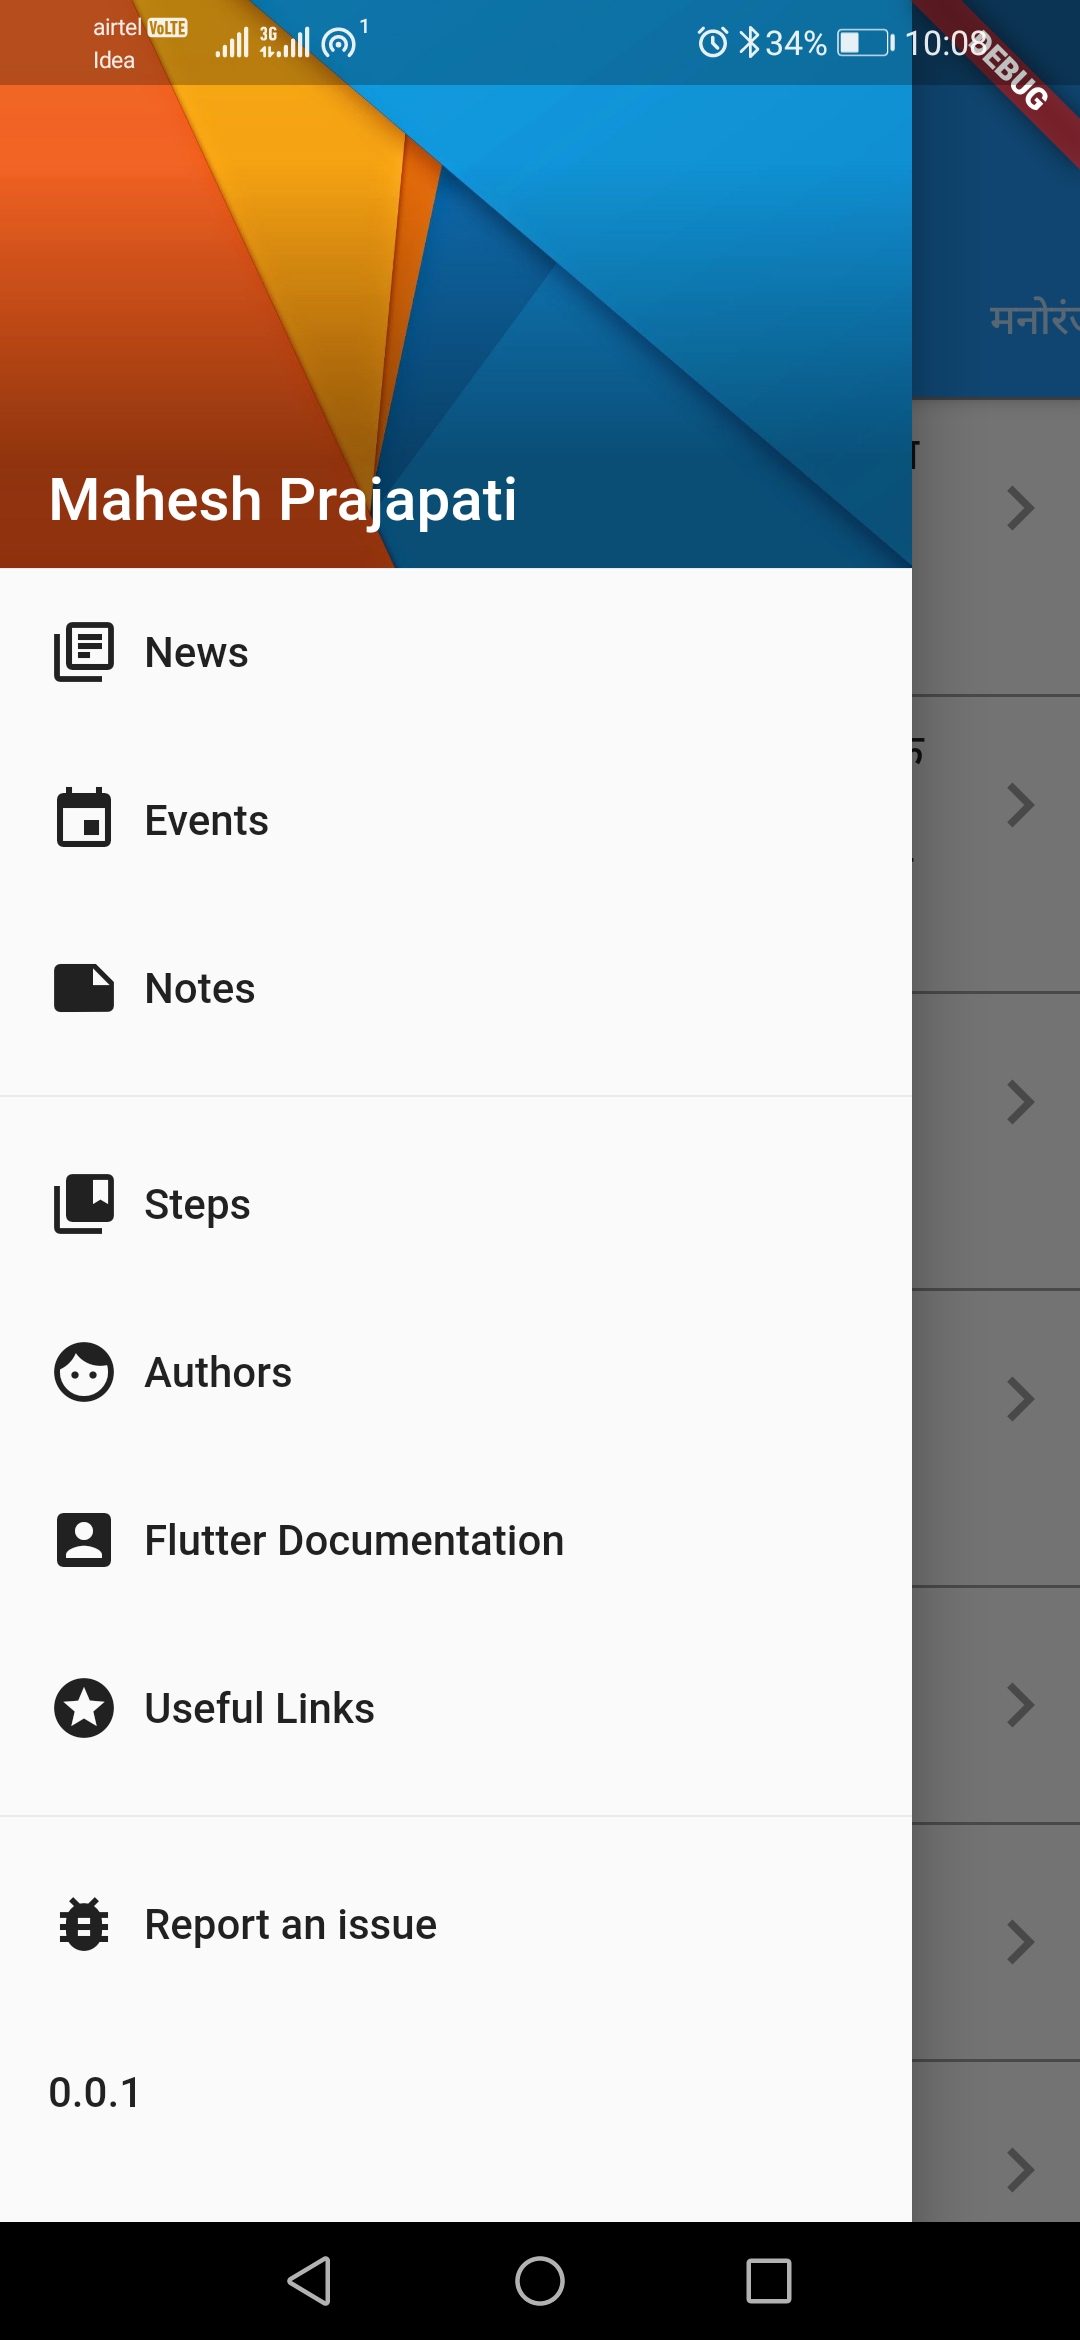 airtel VoLTE 3G 1 34% 10:08
Idea
DEBUG
Mahesh Prajapati
News
Events
Notes
Steps
Authors
Flutter Documentation
Useful Links
Report an issue
0.0.1